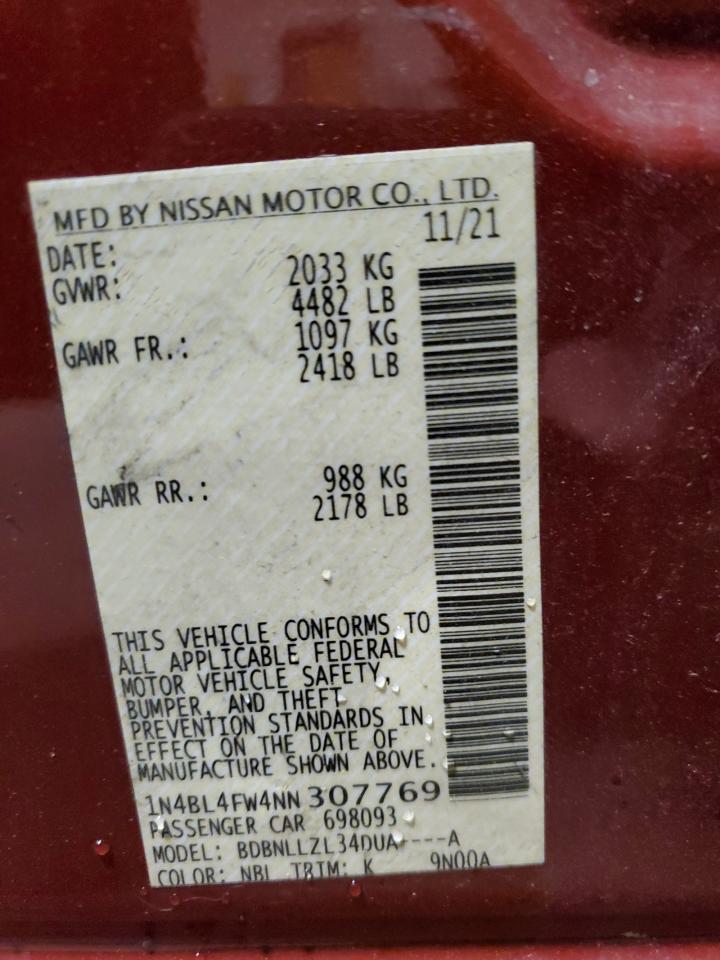 MFD BY NISSAN MOTOR CO., LTD.
DATE: 11/21
GVWR: 2033 KG
4482 LB
GAWR FR.: 1097 KG
2418 LB
GAWR RR.: 988 KG
2178 LB
THIS VEHICLE CONFORMS TO
ALL APPLICABLE FEDERAL
MOTOR VEHICLE SAFETY,
BUMPER, AND THEFT
PREVENTION STANDARDS IN
EFFECT ON THE DATE OF
MANUFACTURE SHOWN ABOVE.
1N4BL4FW4NN307769
PASSENGER CAR 698093
MODEL: BDBNLLZL34DUA----A
COLOR: NBL TRIM: K 9N00A